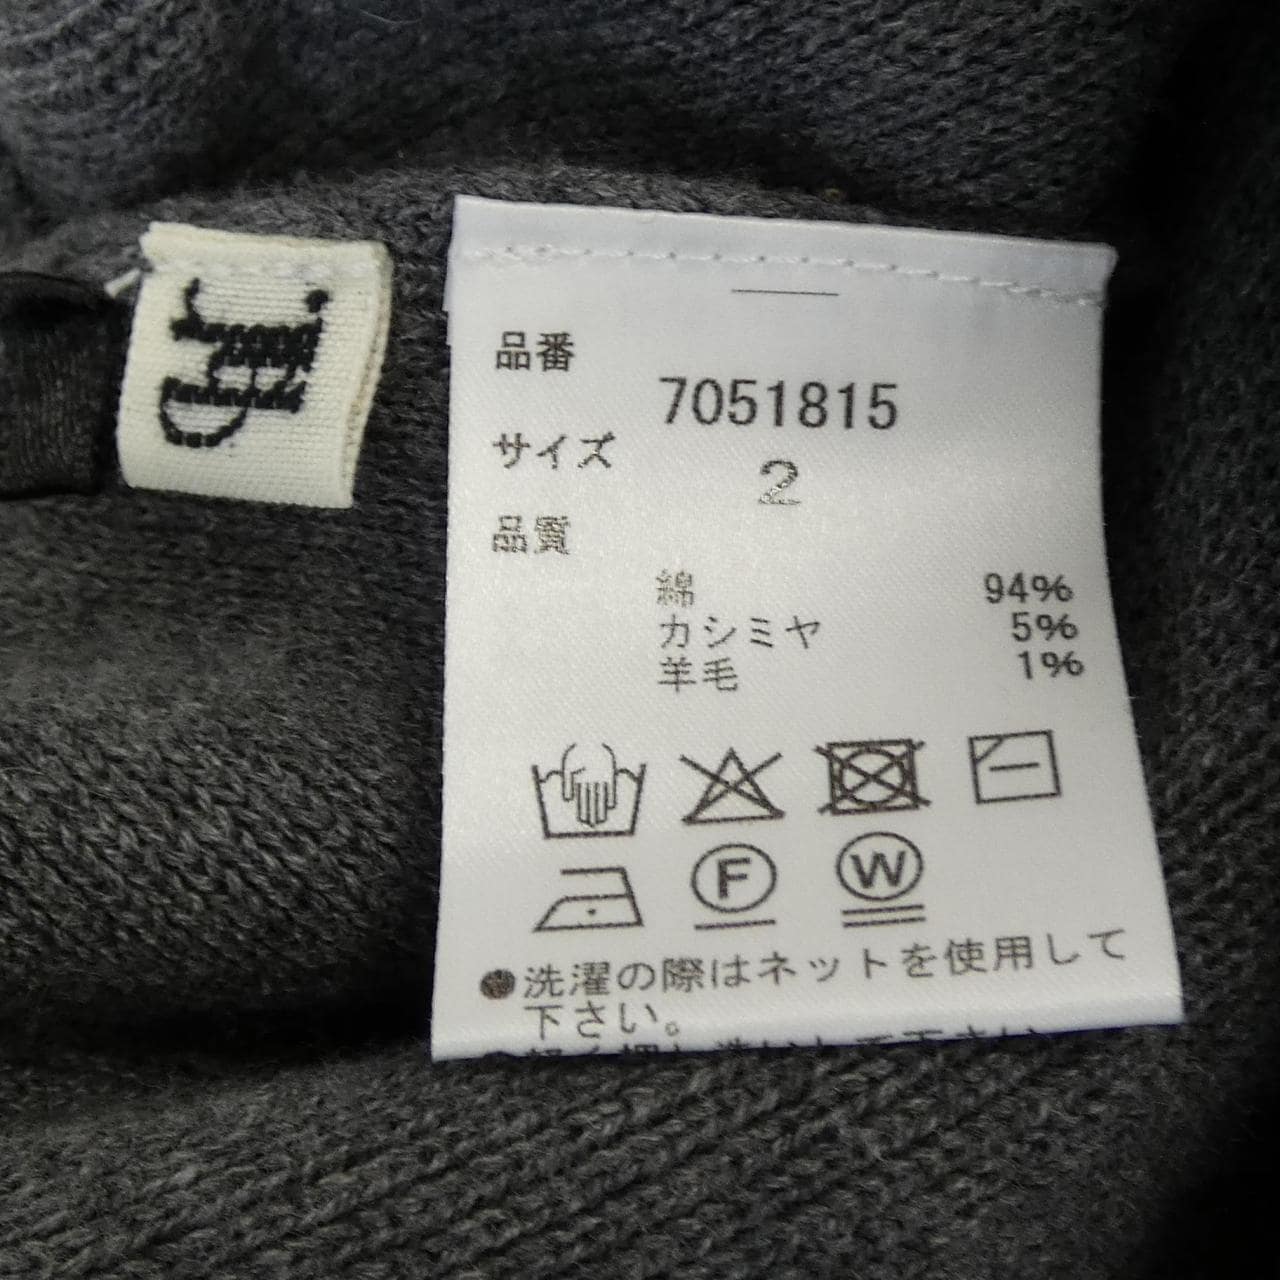 品番
7051815
サイズ
2
品質
綿 94%
カシミヤ 5%
羊毛 1%
F W
●洗濯の際はネットを使用して
下さい。